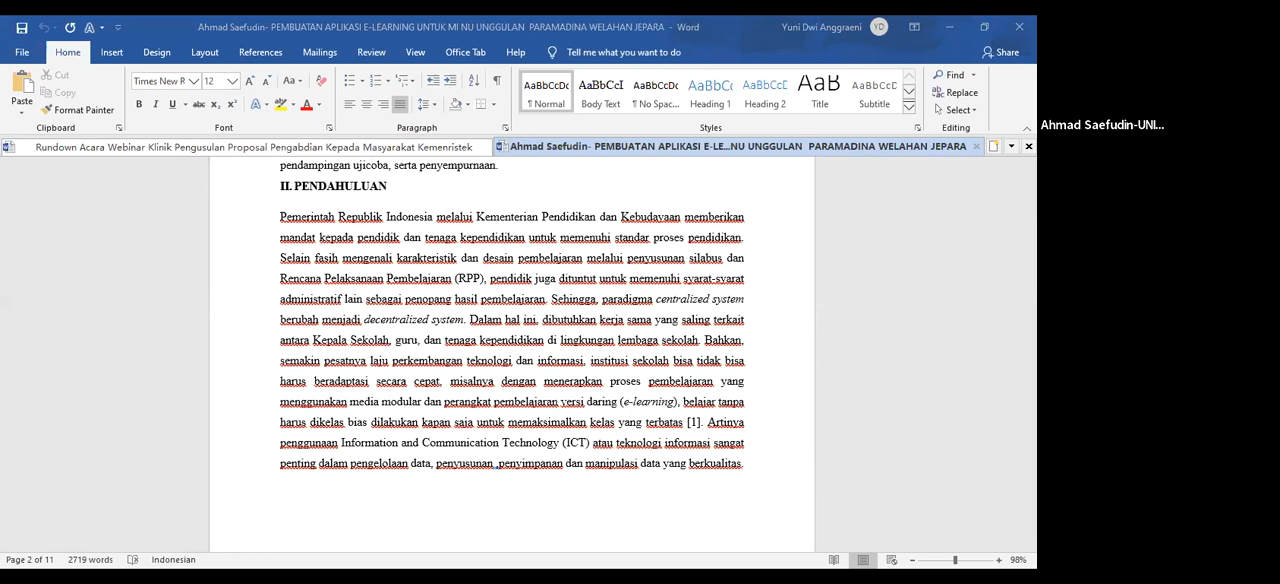 Ahmad Saefudin- PEMBUATAN APLIKASI E-LEARNING UNTUK MI NU UNGGULAN PARAMADINA WELAHAN JEPARA - Word
Yuni Dwi Anggraeni YD
File Home Insert Design Layout References Mailings Review View Office Tab Help Tell me what you want to do Share
Paste
Cut
Copy
Format Painter
Clipboard
Times New R 12
Font
Paragraph
AaBbCcDc AaBbCcI AaBbCcDc AaBbCc AaBbCcD AaB AaBbCcD
¶ Normal Body Text ¶ No Spac... Heading 1 Heading 2 Title Subtitle
Styles
Find
Replace
Select
Editing
Rundown Acara Webinar Klinik Pengusulan Proposal Pengabdian Kepada Masyarakat Kemenristek
Ahmad Saefudin- PEMBUATAN APLIKASI E-LE...NU UNGGULAN PARAMADINA WELAHAN JEPARA
Ahmad Saefudin-UNI...
pendampingan ujicoba, serta penyempurnaan.
II. PENDAHULUAN
Pemerintah Republik Indonesia melalui Kementerian Pendidikan dan Kebudayaan memberikan
mandat kepada pendidik dan tenaga kependidikan untuk memenuhi standar proses pendidikan.
Selain fasih mengenali karakteristik dan desain pembelajaran melalui penyusunan silabus dan
Rencana Pelaksanaan Pembelajaran (RPP), pendidik juga dituntut untuk memenuhi syarat-syarat
administratif lain sebagai penopang hasil pembelajaran. Sehingga, paradigma centralized system
berubah menjadi decentralized system. Dalam hal ini, dibutuhkan kerja sama yang saling terkait
antara Kepala Sekolah, guru, dan tenaga kependidikan di lingkungan lembaga sekolah. Bahkan,
semakin pesatnya laju perkembangan teknologi dan informasi, institusi sekolah bisa tidak bisa
harus beradaptasi secara cepat, misalnya dengan menerapkan proses pembelajaran yang
menggunakan media modular dan perangkat pembelajaran versi daring (e-learning), belajar tanpa
harus dikelas bias dilakukan kapan saja untuk memaksimalkan kelas yang terbatas [1]. Artinya
penggunaan Information and Communication Technology (ICT) atau teknologi informasi sangat
penting dalam pengelolaan data, penyusunan ,penyimpanan dan manipulasi data yang berkualitas.
Page 2 of 11 2719 words Indonesian 98%